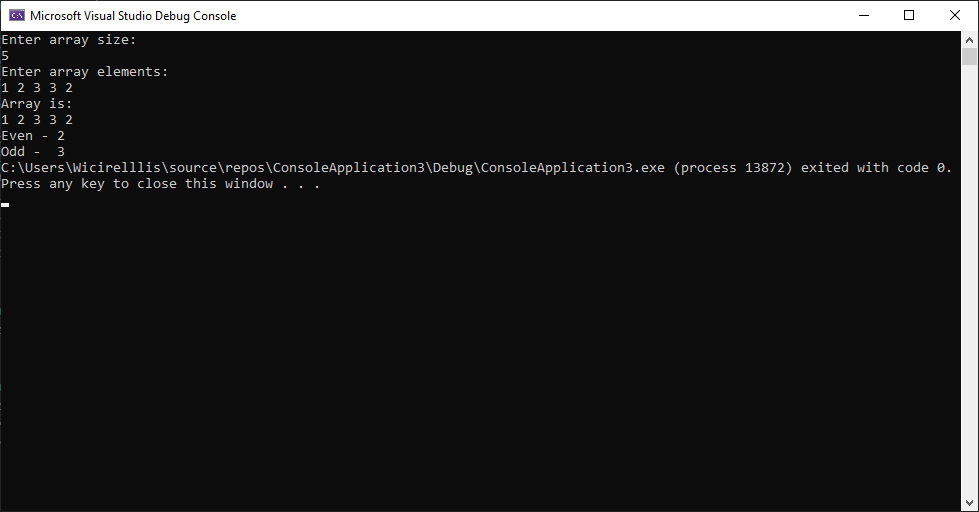 Microsoft Visual Studio Debug Console
Enter array size:
5
Enter array elements:
1 2 3 3 2
Array is:
1 2 3 3 2
Even - 2
Odd -  3
C:\Users\Wicirelllis\source\repos\ConsoleApplication3\Debug\ConsoleApplication3.exe (process 13872) exited with code 0.
Press any key to close this window . . .